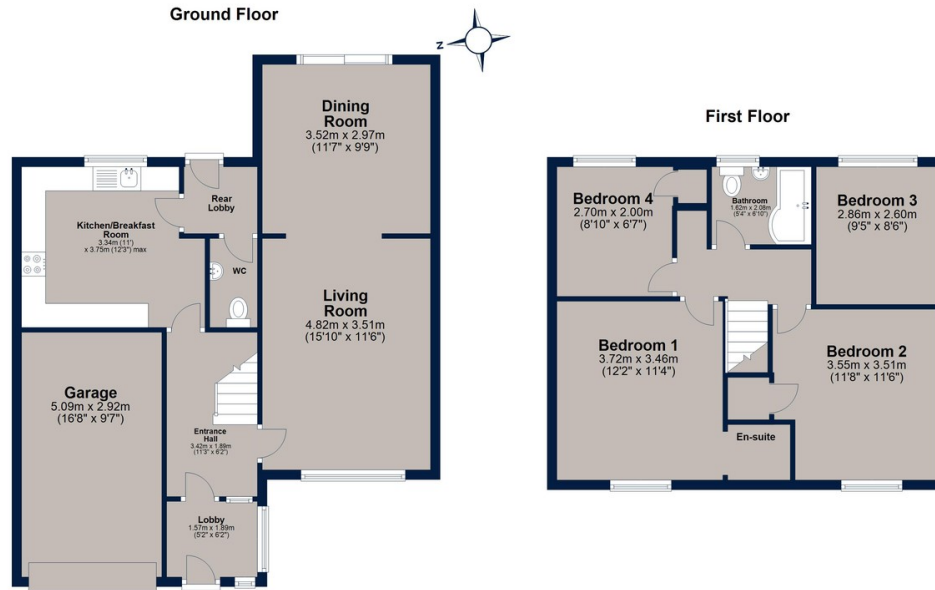 Ground Floor
Z
Dining
Room
3.52m x 2.97m
(11'7" x 9'9")
Rear
Lobby
Kitchen/Breakfast
Room
3.34m (11')
x 3.75m (12'3") max
WC
Living
Room
4.82m x 3.51m
(15'10" x 11'6")
Garage
5.09m x 2.92m
(16'8" x 9'7")
Entrance
Hall
3.42m x 1.89m
(11'3" x 6'2")
Lobby
1.57m x 1.89m
(5'2" x 6'2")
First Floor
Bedroom 4
2.70m x 2.00m
(8'10" x 6'7")
Bathroom
1.62m x 2.08m
(5'4" x 6'10")
Bedroom 3
2.86m x 2.60m
(9'5" x 8'6")
Bedroom 1
3.72m x 3.46m
(12'2" x 11'4")
Bedroom 2
3.55m x 3.51m
(11'8" x 11'6")
En-suite